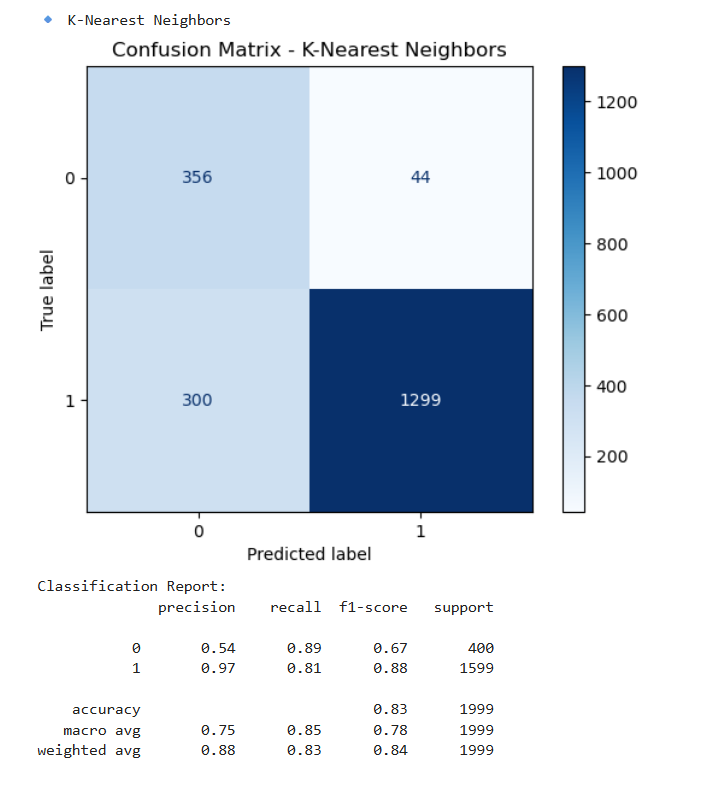 K-Nearest Neighbors
Confusion Matrix - K-Nearest Neighbors
0 356 44
1 300 1299
0 1
True label
Predicted label
1200
1000
800
600
400
200
Classification Report:
precision recall f1-score support
0 0.54 0.89 0.67 400
1 0.97 0.81 0.88 1599
accuracy 0.83 1999
macro avg 0.75 0.85 0.78 1999
weighted avg 0.88 0.83 0.84 1999